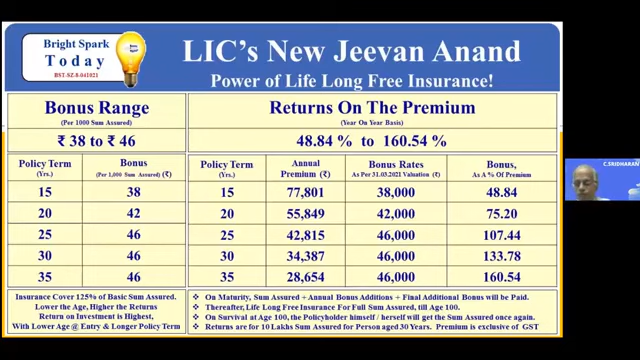 Bright Spark
Today
BST-SZ-8-041021
LIC's New Jeevan Anand
Power of Life Long Free Insurance!
Bonus Range
(Per 1000 Sum Assured)
₹ 38 to ₹ 46
Returns On The Premium
(Year On Year Basis)
48.84 % to 160.54 %
Policy Term
(Yrs.)
Bonus
(Per 1,000 Sum Assured) (₹)
15 38
20 42
25 46
30 46
35 46
Policy Term
(Yrs.)
Annual
Premium (₹)
Bonus Rates
As Per 31.03.2021 Valuation (₹)
Bonus,
As A % Of Premium
15 77,801 38,000 48.84
20 55,849 42,000 75.20
25 42,815 46,000 107.44
30 34,387 46,000 133.78
35 28,654 46,000 160.54
Insurance Cover 125% of Basic Sum Assured.
Lower the Age, Higher the Returns
Return on Investment is Highest,
With Lower Age @ Entry & Longer Policy Term
❖ On Maturity, Sum Assured + Annual Bonus Additions + Final Additional Bonus will be Paid.
❖ Thereafter, Life Long Free Insurance For Full Sum Assured, till Age 100.
❖ On Survival at Age 100, the Policyholder himself / herself will get the Sum Assured once again.
❖ Returns are for 10 Lakhs Sum Assured for Person aged 30 Years. Premium is exclusive of GST
C.SRIDHARAN